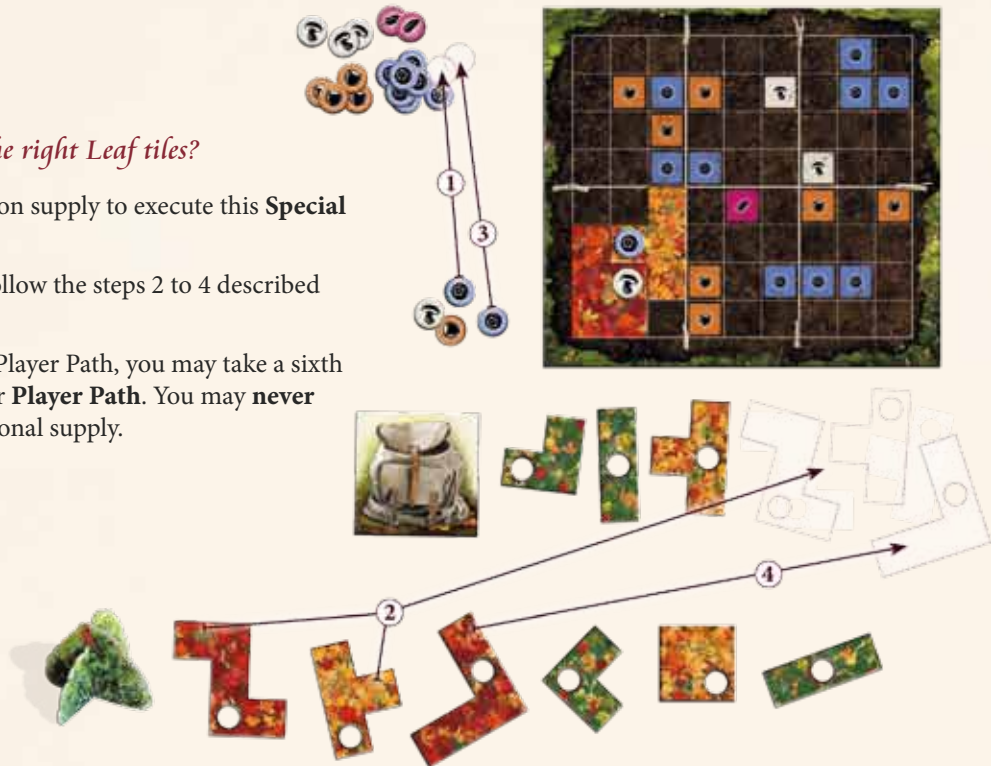 he right Leaf tiles?
on supply to execute this Special
ollow the steps 2 to 4 described
Player Path, you may take a sixth
r Player Path. You may never
onal supply.
1
3
2
4